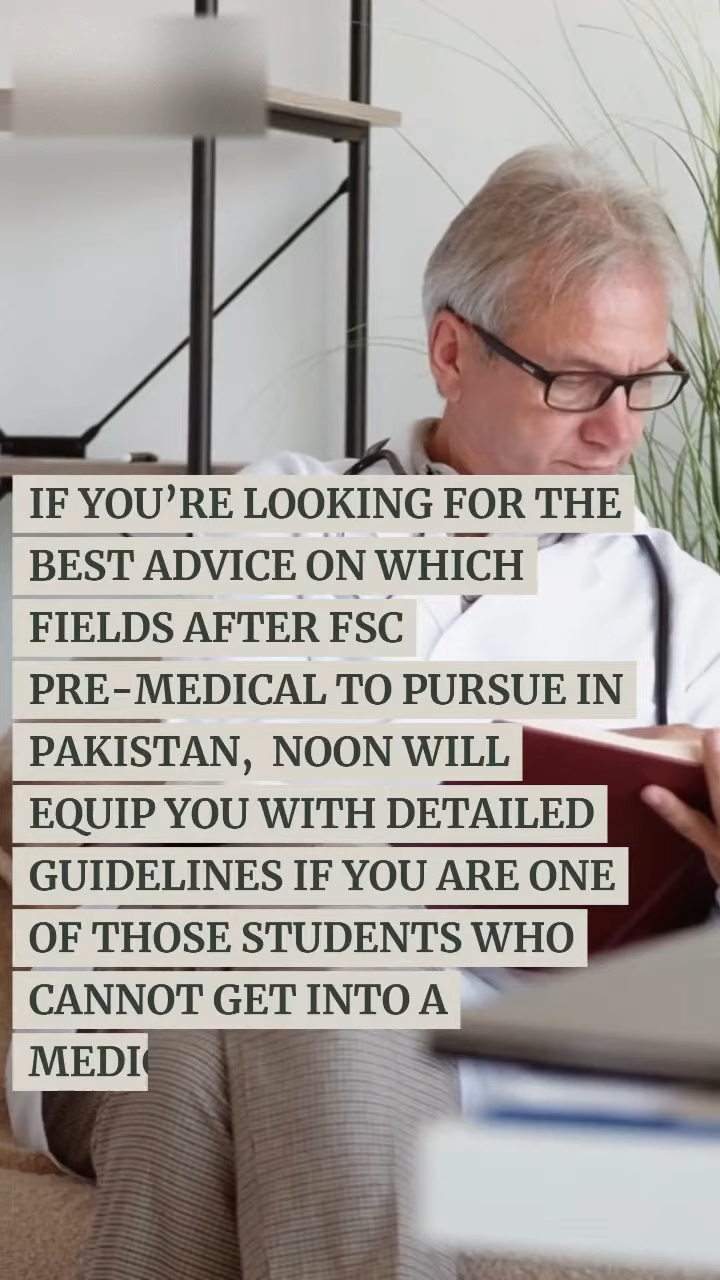 IF YOU’RE LOOKING FOR THE
BEST ADVICE ON WHICH
FIELDS AFTER FSC
PRE-MEDICAL TO PURSUE IN
PAKISTAN,  NOON WILL
EQUIP YOU WITH DETAILED
GUIDELINES IF YOU ARE ONE
OF THOSE STUDENTS WHO
CANNOT GET INTO A
MEDI